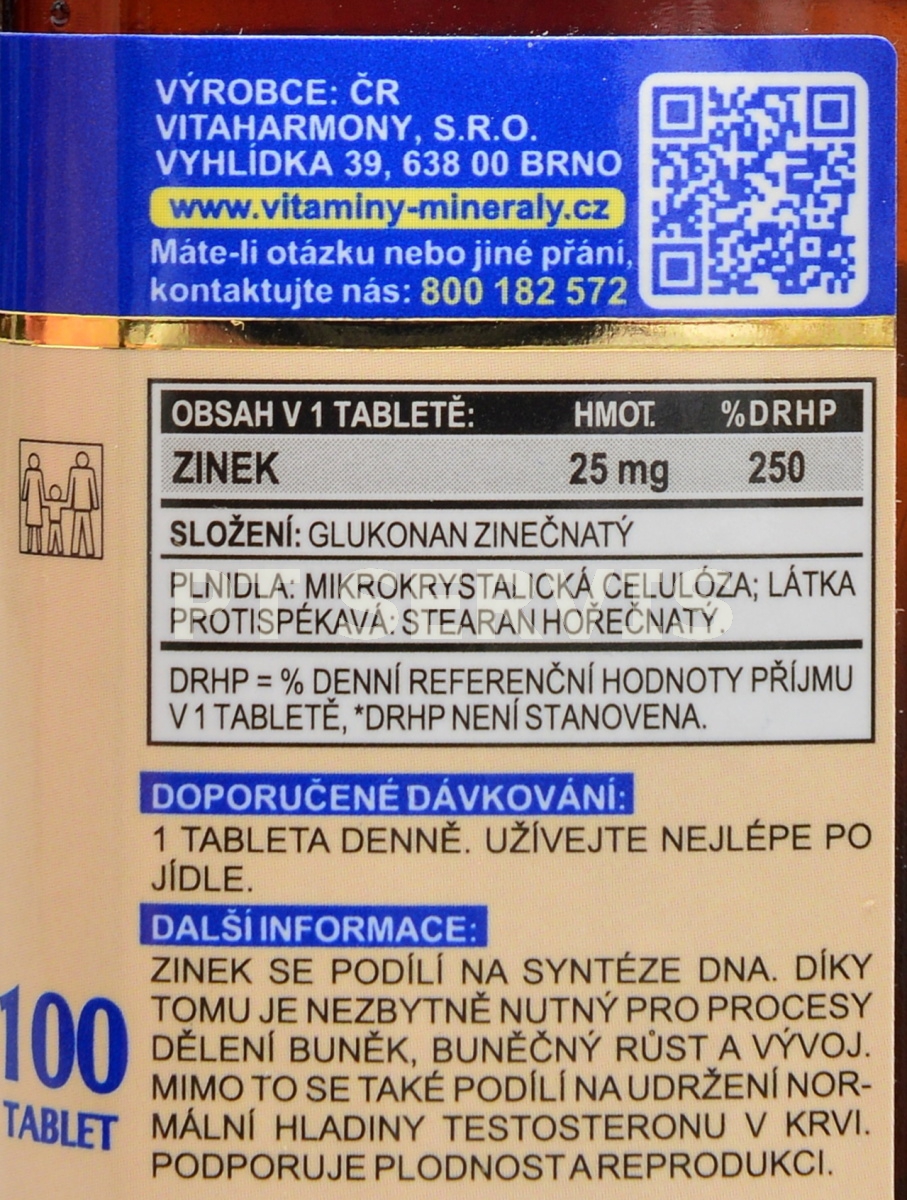 VÝROBCE: ČR
VITAHARMONY, S.R.O.
VYHLÍDKA 39, 638 00 BRNO
www.vitaminy-mineraly.cz
Máte-li otázku nebo jiné přání,
kontaktujte nás: 800 182 572
OBSAH V 1 TABLETĚ: HMOT. %DRHP
ZINEK 25 mg 250
SLOŽENÍ: GLUKONAN ZINEČNATÝ
PLNIDLA: MIKROKRYSTALICKÁ CELULÓZA; LÁTKA
PROTISPÉKAVÁ: STEARAN HOŘEČNATÝ.
PT SERVIS
DRHP = % DENNÍ REFERENČNÍ HODNOTY PŘÍJMU
V 1 TABLETĚ, *DRHP NENÍ STANOVENA.
DOPORUČENÉ DÁVKOVÁNÍ:
1 TABLETA DENNĚ. UŽÍVEJTE NEJLÉPE PO
JÍDLE.
DALŠÍ INFORMACE:
ZINEK SE PODÍLÍ NA SYNTÉZE DNA. DÍKY
TOMU JE NEZBYTNĚ NUTNÝ PRO PROCESY
DĚLENÍ BUNĚK, BUNĚČNÝ RŮST A VÝVOJ.
MIMO TO SE TAKÉ PODÍLÍ NA UDRŽENÍ NOR-
MÁLNÍ HLADINY TESTOSTERONU V KRVI.
PODPORUJE PLODNOST A REPRODUKCI.
100
TABLET